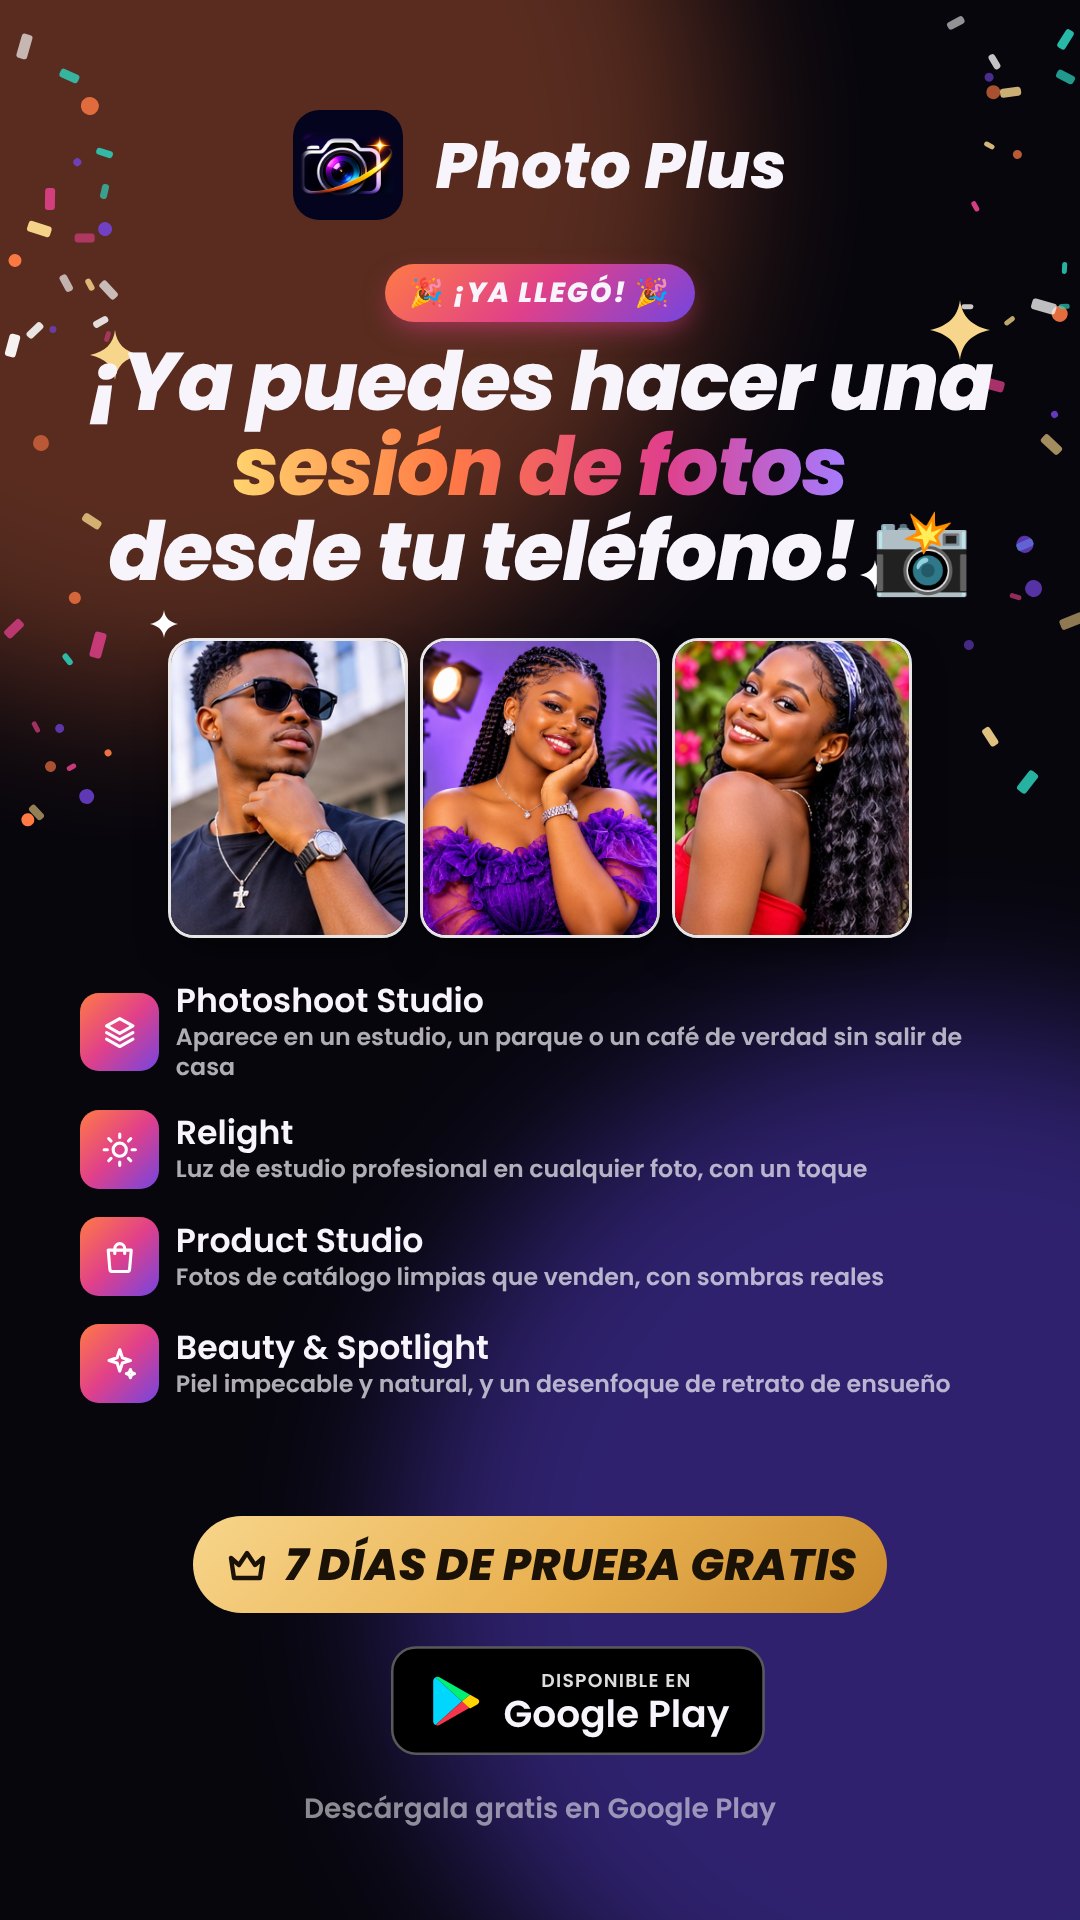 Photo Plus
🎉 ¡YA LLEGÓ! 🎉
¡Ya puedes hacer una
sesión de fotos
desde tu teléfono! 📸
Photoshoot Studio
Aparece en un estudio, un parque o un café de verdad sin salir de
casa
Relight
Luz de estudio profesional en cualquier foto, con un toque
Product Studio
Fotos de catálogo limpias que venden, con sombras reales
Beauty & Spotlight
Piel impecable y natural, y un desenfoque de retrato de ensueño
7 DÍAS DE PRUEBA GRATIS
DISPONIBLE EN
Google Play
Descárgala gratis en Google Play